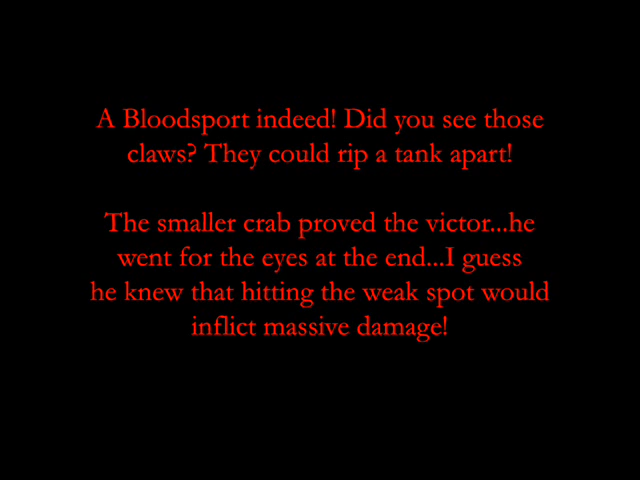 A Bloodsport indeed! Did you see those
claws? They could rip a tank apart!
The smaller crab proved the victor...he
went for the eyes at the end...I guess
he knew that hitting the weak spot would
inflict massive damage!